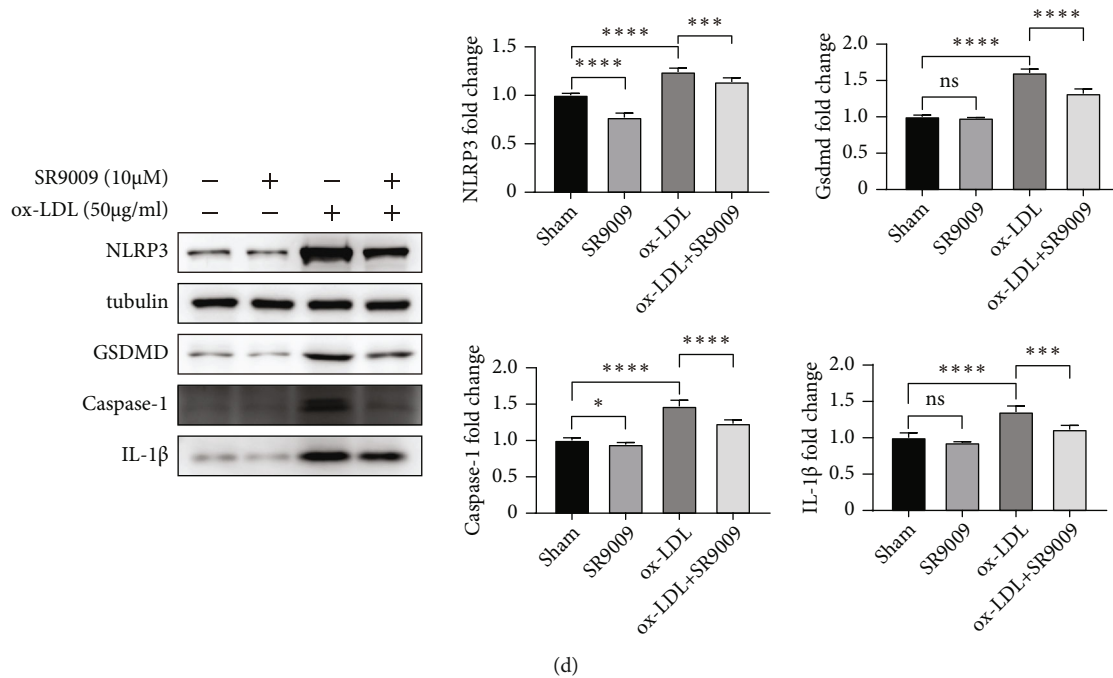 SR9009 (10μM) − + − +
ox-LDL (50μg/ml) − − + +
NLRP3
tubulin
GSDMD
Caspase-1
IL-1β
NLRP3 fold change
1.5
1.0
0.5
0
****
***
****
Sham
SR9009
ox-LDL
ox-LDL+SR9009
Gsdmd fold change
2.0
1.5
1.0
0.5
0
****
****
ns
Sham
SR9009
ox-LDL
ox-LDL+SR9009
Caspase-1 fold change
2.0
1.5
1.0
0.5
0
****
****
*
Sham
SR9009
ox-LDL
ox-LDL+SR9009
IL-1β fold change
2.0
1.5
1.0
0.5
0
***
****
ns
Sham
SR9009
ox-LDL
ox-LDL+SR9009
(d)